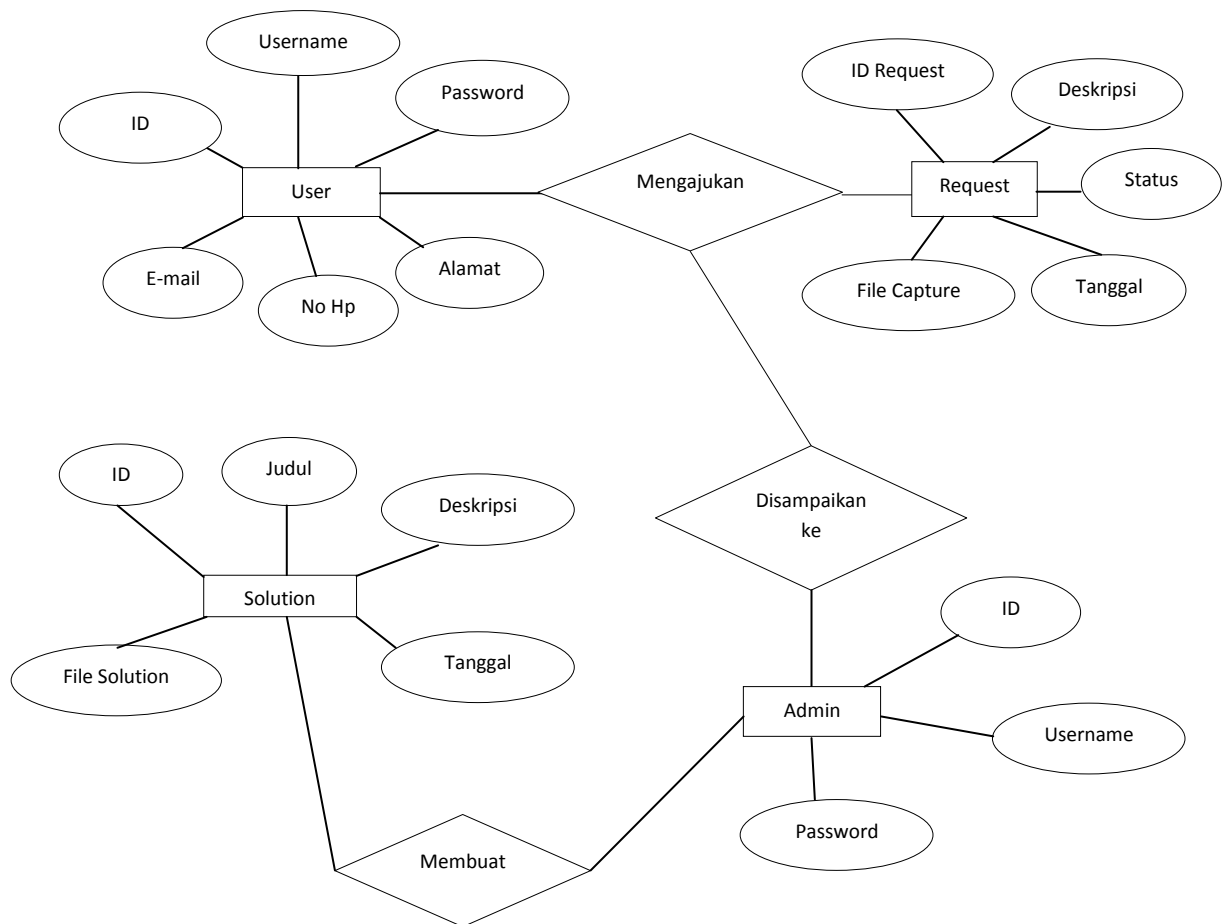 Username
Password
ID
User
E-mail
No Hp
Alamat
Mengajukan
ID Request
Deskripsi
Request
Status
File Capture
Tanggal
Disampaikan
ke
ID
Judul
Deskripsi
Solution
File Solution
Tanggal
ID
Admin
Username
Password
Membuat